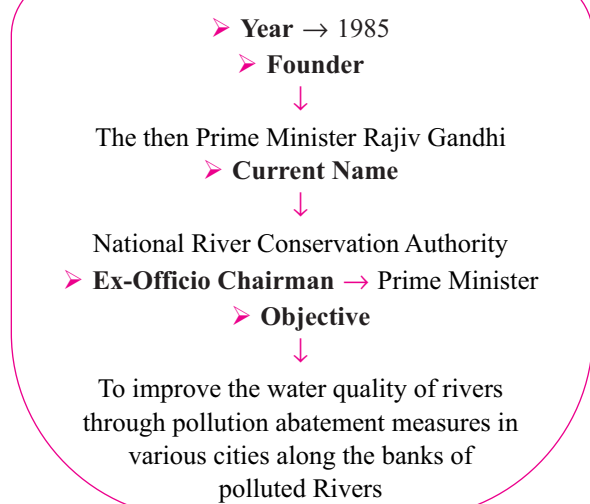 ➢ Year → 1985
➢ Founder
↓
The then Prime Minister Rajiv Gandhi
➢ Current Name
↓
National River Conservation Authority
➢ Ex-Officio Chairman → Prime Minister
➢ Objective
↓
To improve the water quality of rivers
through pollution abatement measures in
various cities along the banks of
polluted Rivers